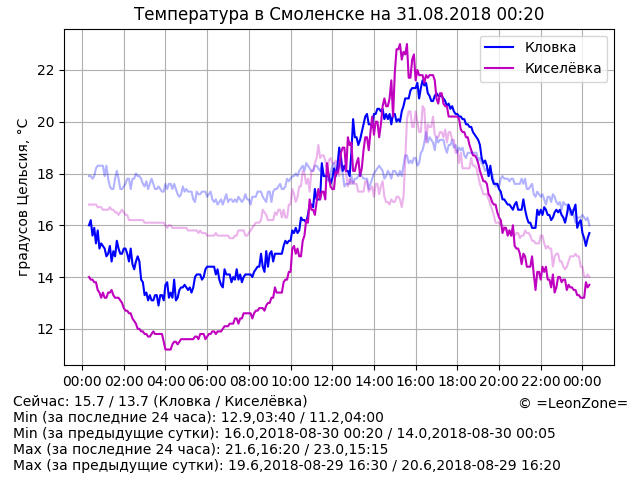 Температура в Смоленске на 31.08.2018 00:20
градусов Цельсия, °C
22
20
18
16
14
12
Кловка
Киселёвка
00:00 02:00 04:00 06:00 08:00 10:00 12:00 14:00 16:00 18:00 20:00 22:00 00:00
Сейчас: 15.7 / 13.7 (Кловка / Киселёвка)
© =LeonZone=
Min (за последние 24 часа): 12.9,03:40 / 11.2,04:00
Min (за предыдущие сутки): 16.0,2018-08-30 00:20 / 14.0,2018-08-30 00:05
Max (за последние 24 часа): 21.6,16:20 / 23.0,15:15
Max (за предыдущие сутки): 19.6,2018-08-29 16:30 / 20.6,2018-08-29 16:20